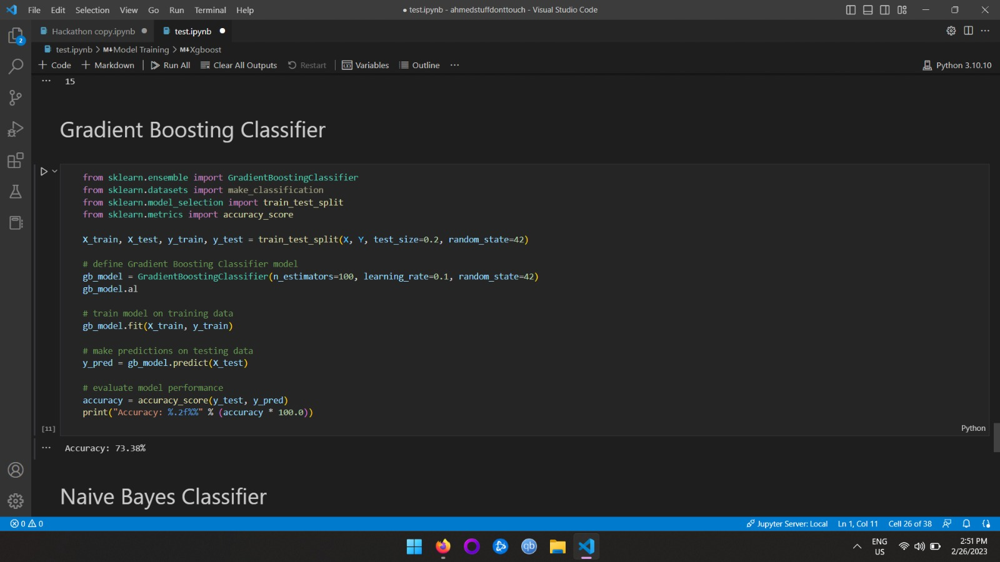 File Edit Selection View Go Run Terminal Help
● test.ipynb - ahmedstuffdonttouch - Visual Studio Code
2
Hackathon copy.ipynb ● test.ipynb ●
test.ipynb > M↓Model Training > M↓Xgboost
+ Code + Markdown | Run All Clear All Outputs Restart | Variables Outline ···
Python 3.10.10
··· 15
Gradient Boosting Classifier
from sklearn.ensemble import GradientBoostingClassifier
from sklearn.datasets import make_classification
from sklearn.model_selection import train_test_split
from sklearn.metrics import accuracy_score
X_train, X_test, y_train, y_test = train_test_split(X, Y, test_size=0.2, random_state=42)
# define Gradient Boosting Classifier model
gb_model = GradientBoostingClassifier(n_estimators=100, learning_rate=0.1, random_state=42)
gb_model.al
# train model on training data
gb_model.fit(X_train, y_train)
# make predictions on testing data
y_pred = gb_model.predict(X_test)
# evaluate model performance
accuracy = accuracy_score(y_test, y_pred)
print("Accuracy: %.2f%%" % (accuracy * 100.0))
[11]
Python
··· Accuracy: 73.38%
Naive Bayes Classifier
0 0
Jupyter Server: Local Ln 1, Col 11 Cell 26 of 38
qb
ENG
US
2:51 PM
2/26/2023